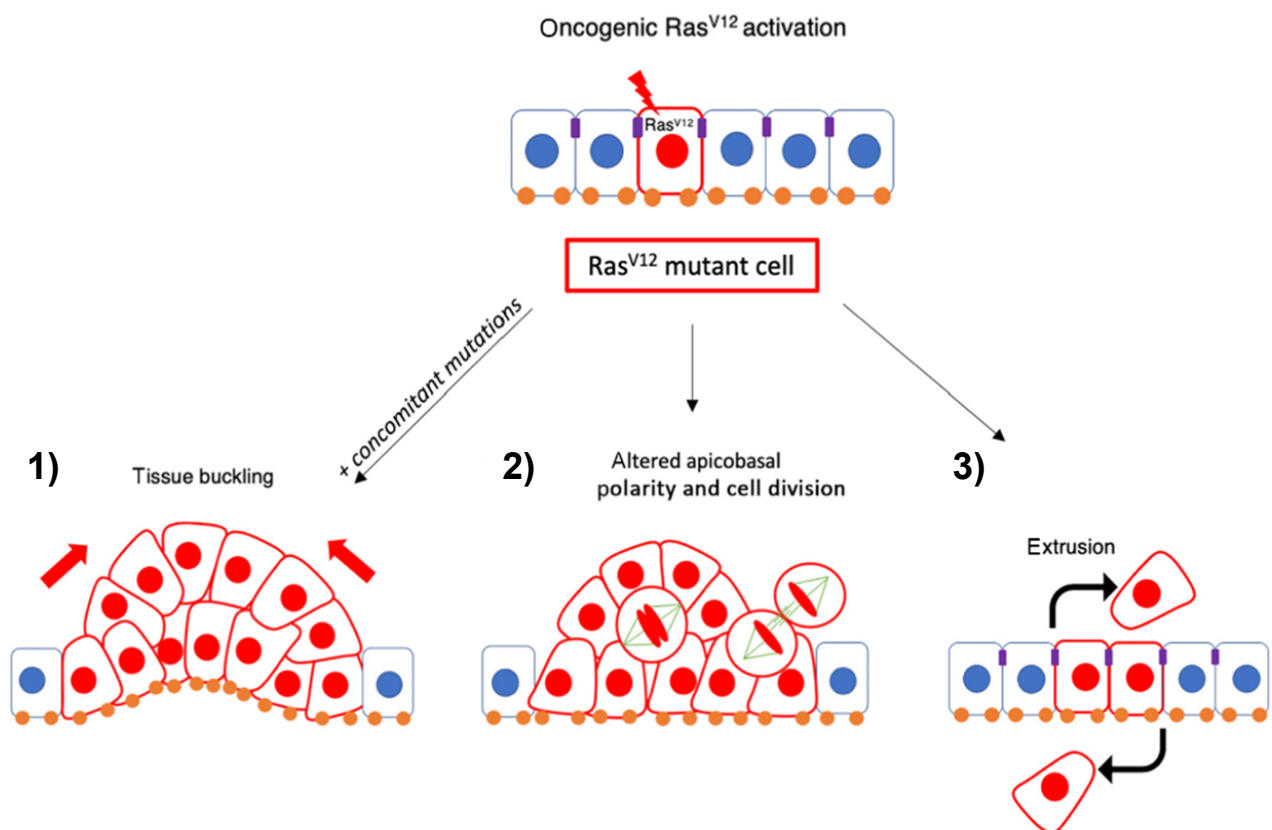 Oncogenic Ras^V12 activation
Ras^V12
Ras^V12 mutant cell
+ concomitant mutations
1)
Tissue buckling
2)
Altered apicobasal
polarity and cell division
3)
Extrusion